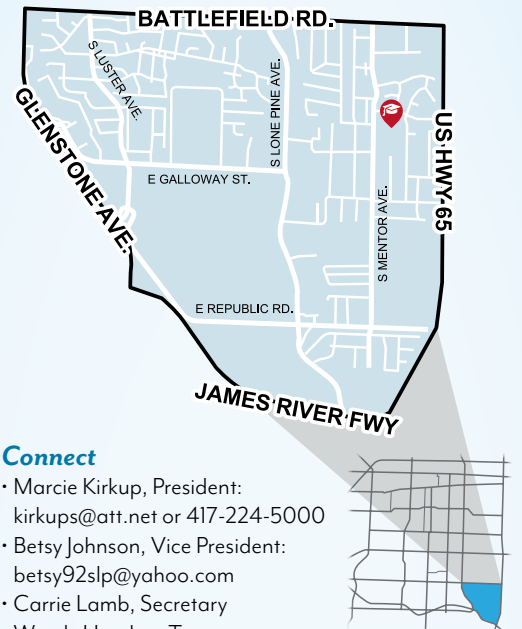 BATTLEFIELD RD.
S LUSTER AVE.
S LONE PINE AVE.
GLENSTONE AVE.
US HWY 65
E GALLOWAY ST.
S MENTOR AVE.
E REPUBLIC RD.
JAMES RIVER FWY
Connect
• Marcie Kirkup, President:
kirkups@att.net or 417-224-5000
• Betsy Johnson, Vice President:
betsy92slp@yahoo.com
• Carrie Lamb, Secretary